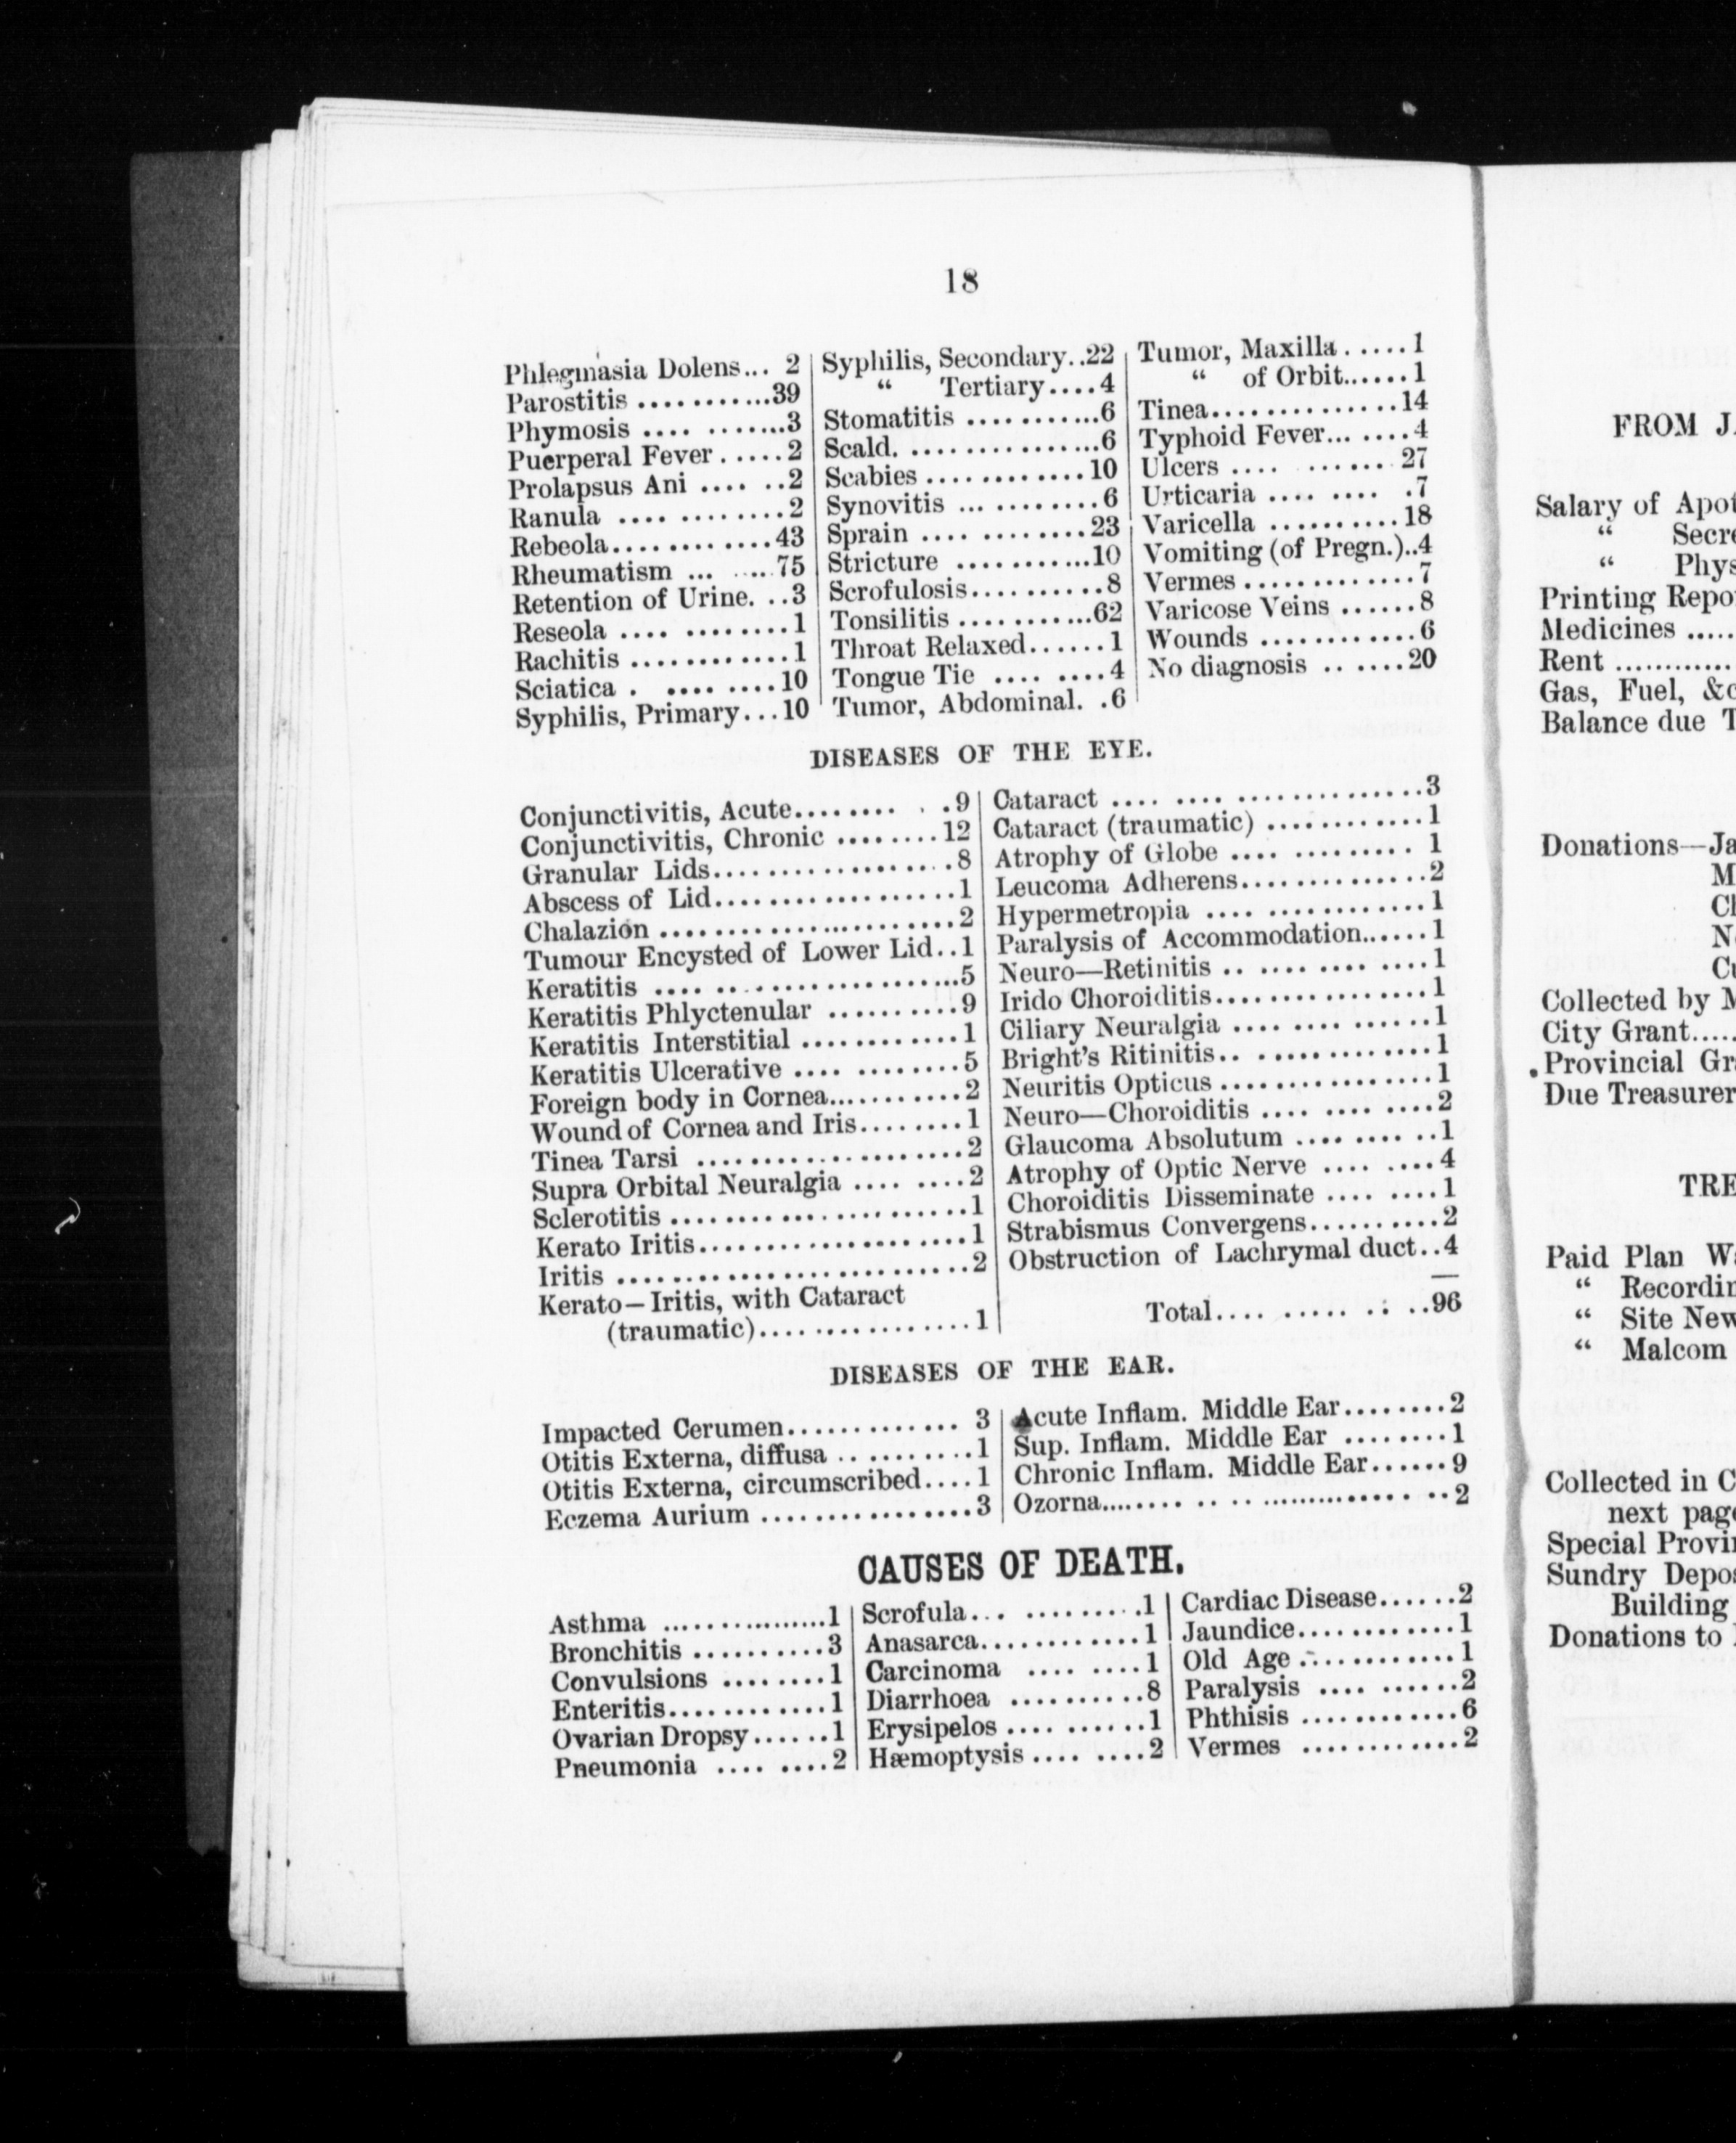 18
Phlegmasia Dolens... 2
Parostitis ............39
Phymosis .... ........3
Puerperal Fever .....2
Prolapsus Ani .... ..2
Ranula .... ........2
Rebeola............43
Rheumatism ... .....75
Retention of Urine. ..3
Reseola .... ........1
Rachitis ............1
Sciatica . .... ....10
Syphilis, Primary...10
Syphilis, Secondary..22
“ Tertiary....4
Stomatitis ..........6
Scald. ..............6
Scabies ............10
Synovitis ... ........6
Sprain .... ........23
Stricture ..........10
Scrofulosis..........8
Tonsilitis ..........62
Throat Relaxed......1
Tongue Tie .... ....4
Tumor, Abdominal. .6
Tumor, Maxilla.....1
“ of Orbit......1
Tinea..............14
Typhoid Fever... ....4
Ulcers .... .......27
Urticaria .... .... .7
Varicella ..........18
Vomiting (of Pregn.)..4
Vermes .............7
Varicose Veins ......8
Wounds ............6
No diagnosis .. ....20
DISEASES OF THE EYE.
Conjunctivitis, Acute........ . .9
Conjunctivitis, Chronic ........12
Granular Lids..................8
Abscess of Lid..................1
Chalazion ......................2
Tumour Encysted of Lower Lid..1
Keratitis .... .. ................5
Keratitis Phlyctenular ..........9
Keratitis Interstitial ............1
Keratitis Ulcerative .... ........5
Foreign body in Cornea...........2
Wound of Cornea and Iris........1
Tinea Tarsi ....................2
Supra Orbital Neuralgia .... ....2
Sclerotitis ......................1
Kerato Iritis....................1
Iritis ..........................2
Kerato—Iritis, with Cataract
(traumatic)................1
Cataract .... .... ..............3
Cataract (traumatic) ............1
Atrophy of Globe .... ......... 1
Leucoma Adherens..............2
Hypermetropia .... ............1
Paralysis of Accommodation......1
Neuro—Retinitis .. .... .... ....1
Irido Choroiditis................1
Ciliary Neuralgia .... .... ......1
Bright's Ritinitis.. .............1
Neuritis Opticus ................1
Neuro—Choroiditis .... .... ....2
Glaucoma Absolutum .... .... ..1
Atrophy of Optic Nerve .... ....4
Choroiditis Disseminate .... ....1
Strabismus Convergens..........2
Obstruction of Lachrymal duct..4
Total.... ..... .. ..96
DISEASES OF THE EAR.
Impacted Cerumen............. 3
Otitis Externa, diffusa .. ........1
Otitis Externa, circumscribed....1
Eczema Aurium ................3
Acute Inflam. Middle Ear........2
Sup. Inflam. Middle Ear ........1
Chronic Inflam. Middle Ear......9
Ozorna........ .. .. ............. ..2
CAUSES OF DEATH.
Asthma ................1
Bronchitis ..........3
Convulsions ........1
Enteritis............1
Ovarian Dropsy......1
Pneumonia .... ....2
Scrofula... .........1
Anasarca............1
Carcinoma .... ....1
Diarrhoea ..........8
Erysipelos .... ......1
Hæmoptysis .... ....2
Cardiac Disease......2
Jaundice............1
Old Age ............1
Paralysis .... ......2
Phthisis ............6
Vermes ............2
FROM J
Salary of Apot
“ Secre
“ Phys
Printing Repo
Medicines .....
Rent ............
Gas, Fuel, &c
Balance due T
Donations—Ja
M
Cl
N
Cu
Collected by M
City Grant.....
Provincial Gr
Due Treasurer
TRE
Paid Plan W
“ Recordin
“ Site New
“ Malcom
Collected in C
next page
Special Provin
Sundry Depos
Building
Donations to